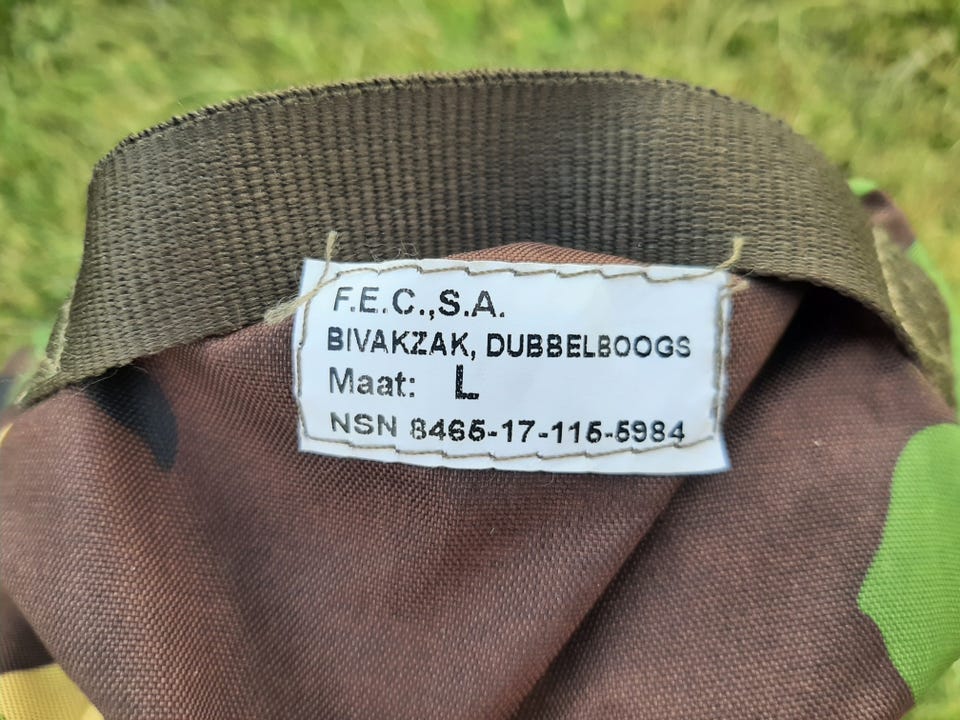 F.E.C.,S.A.
BIVAKZAK, DUBBELBOOGS
Maat: L
NSN 8465-17-115-5984